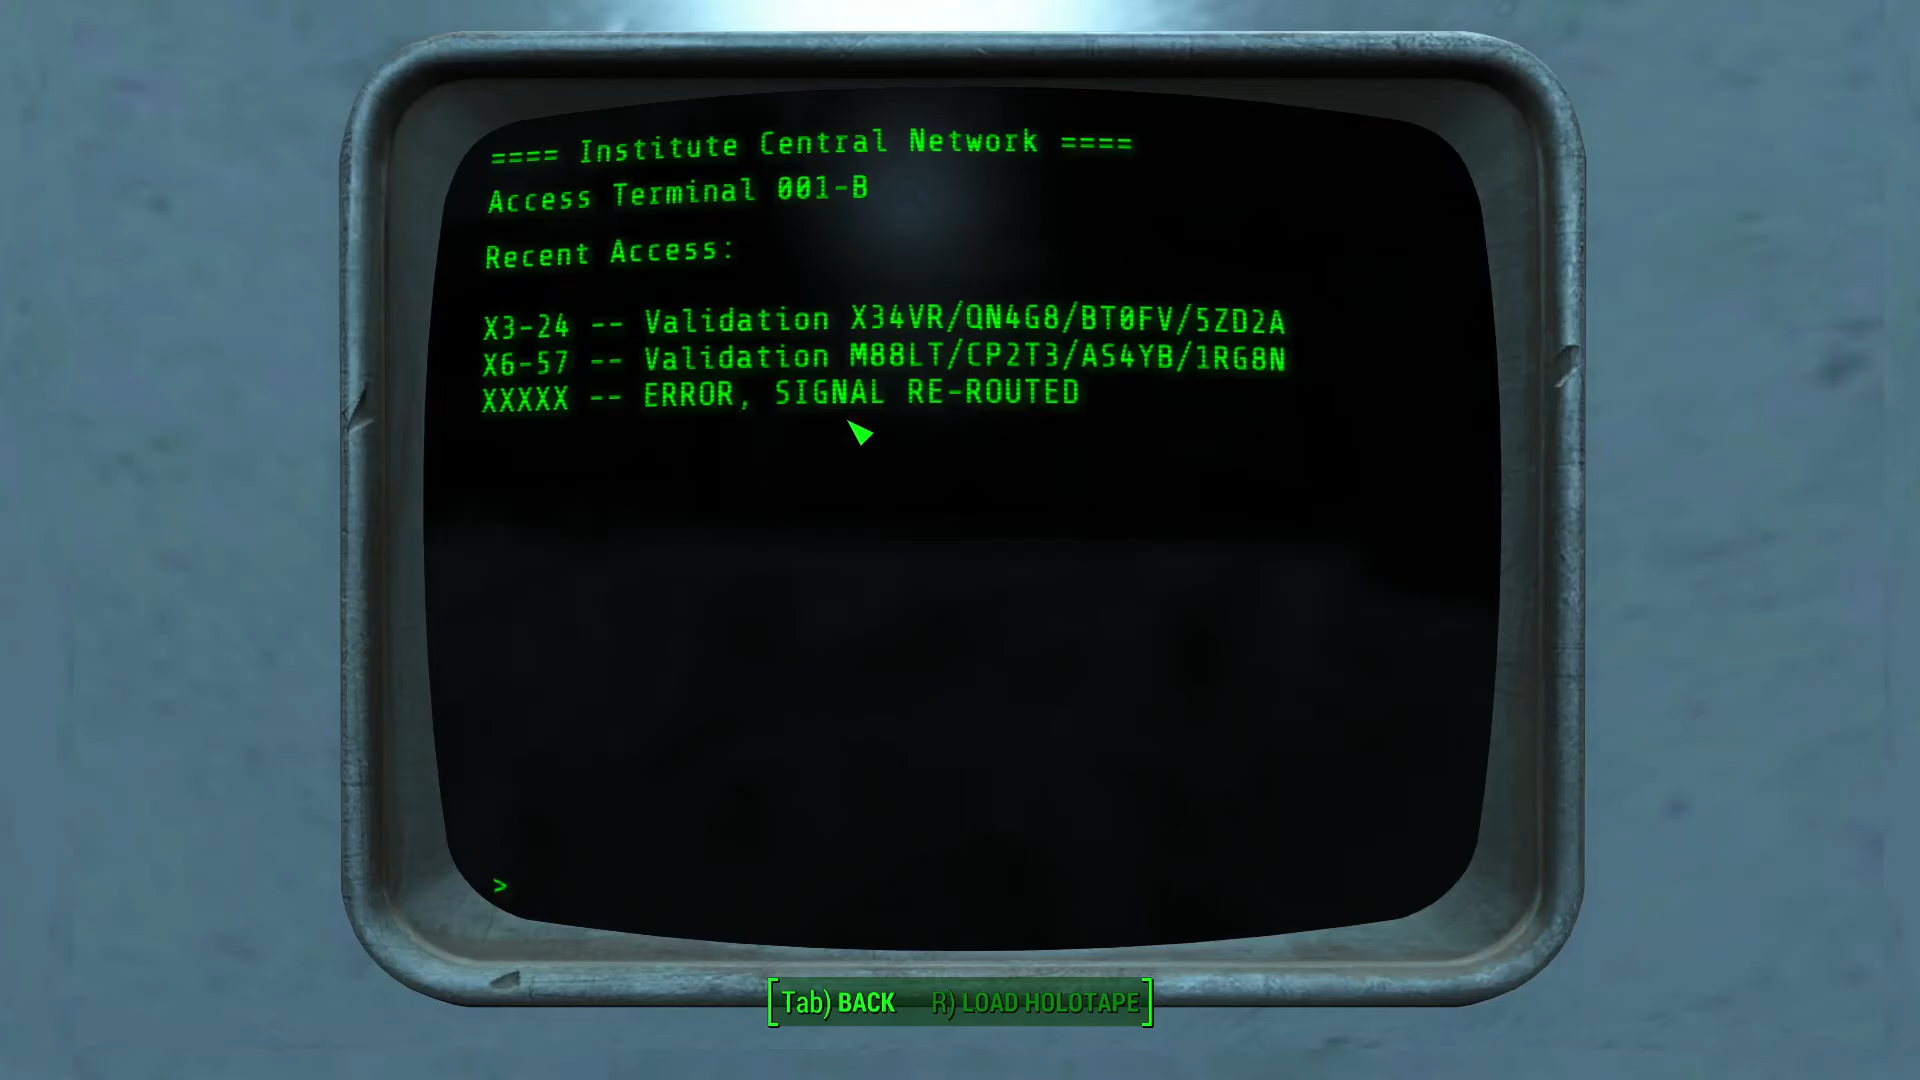 ==== Institute Central Network ====
Access Terminal 001-B
Recent Access:
X3-24 -- Validation X34VR/QN4G8/BT0FV/5ZD2A
X6-57 -- Validation M88LT/CP2T3/AS4YB/1RG8N
XXXXX -- ERROR, SIGNAL RE-ROUTED
>
Tab) BACK R) LOAD HOLOTAPE